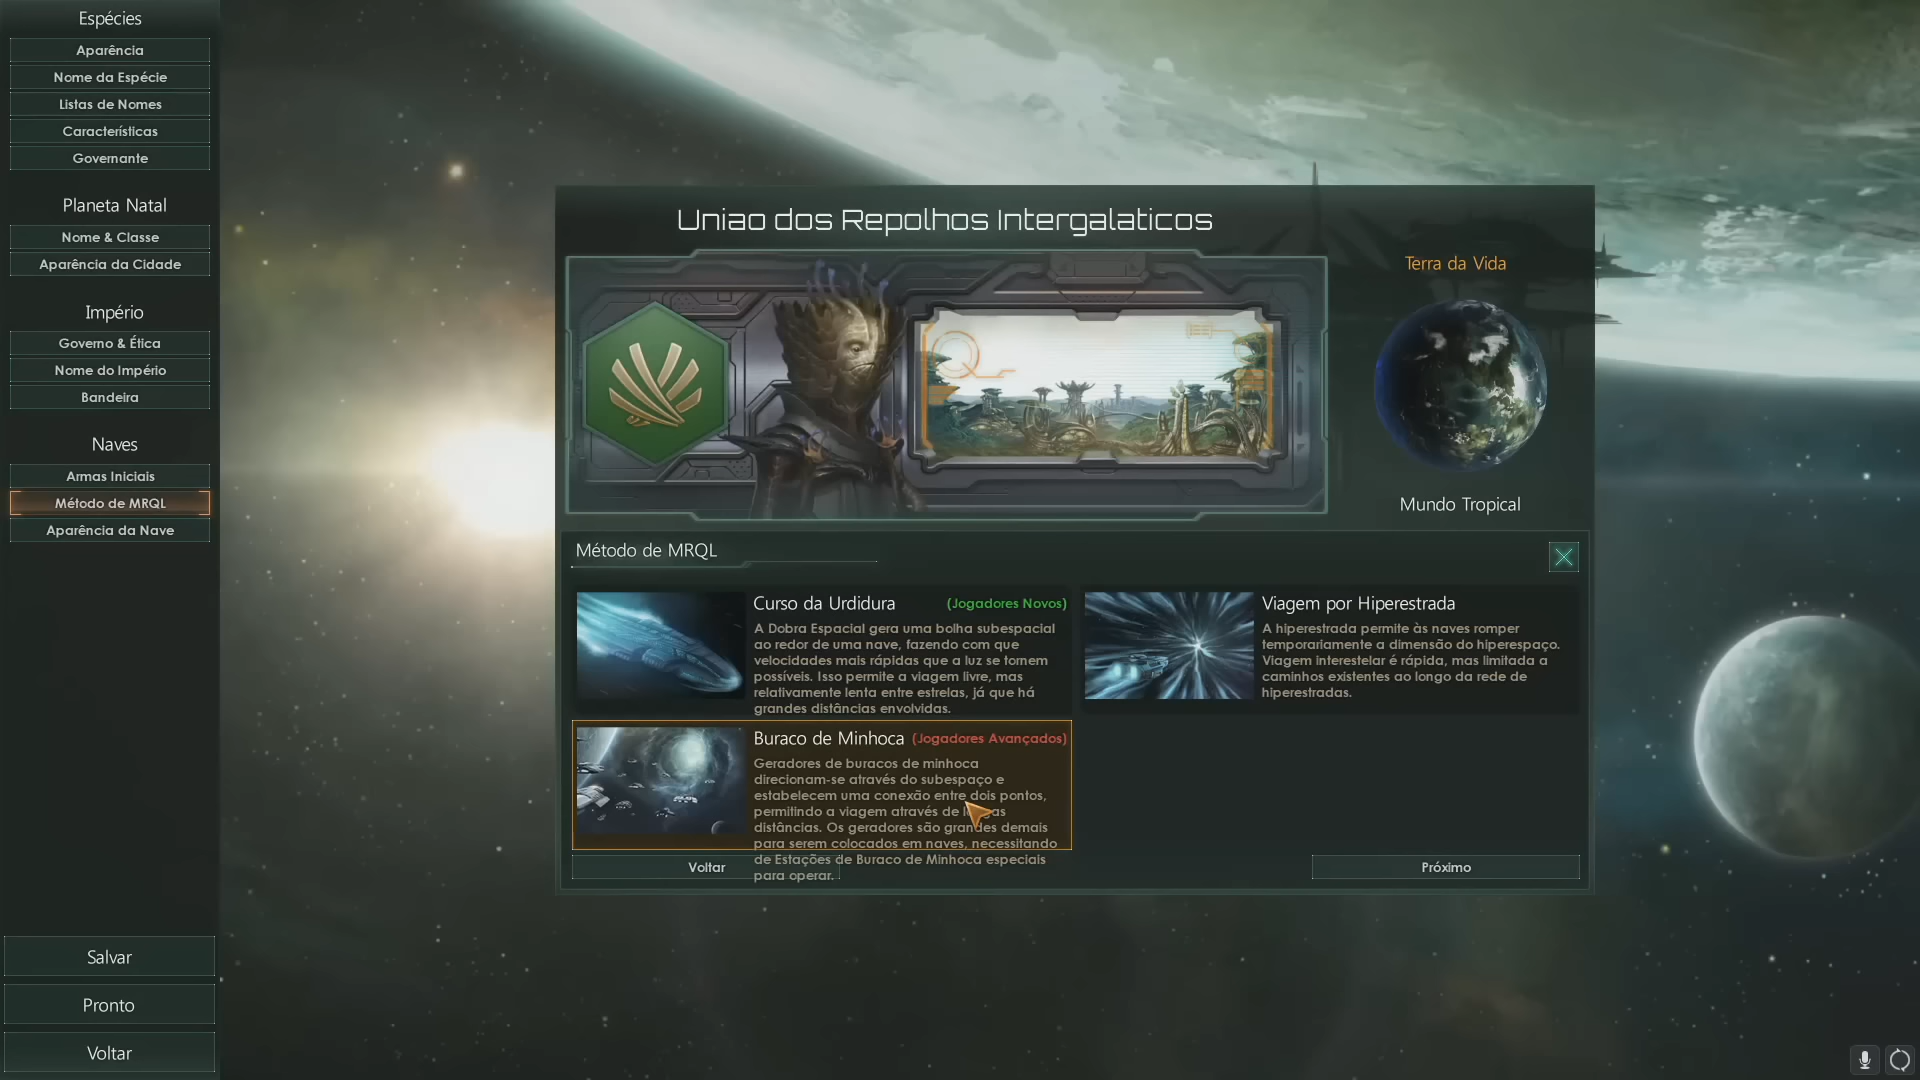 Espécies
Aparência
Nome da Espécie
Listas de Nomes
Características
Governante
Planeta Natal
Nome & Classe
Aparência da Cidade
Império
Governo & Ética
Nome do Império
Bandeira
Naves
Armas Iniciais
Método de MRQL
Aparência da Nave
Salvar
Pronto
Voltar
Uniao dos Repolhos Intergalaticos
Terra da Vida
Mundo Tropical
Método de MRQL
Curso da Urdidura (Jogadores Novos)
A Dobra Espacial gera uma bolha subespacial
ao redor de uma nave, fazendo com que
velocidades mais rápidas que a luz se tornem
possíveis. Isso permite a viagem livre, mas
relativamente lenta entre estrelas, já que há
grandes distâncias envolvidas.
Viagem por Hiperestrada
A hiperestrada permite às naves romper
temporariamente a dimensão do hiperespaço.
Viagem interestelar é rápida, mas limitada a
caminhos existentes ao longo da rede de
hiperestradas.
Buraco de Minhoca (Jogadores Avançados)
Geradores de buracos de minhoca
direcionam-se através do subespaço e
estabelecem uma conexão entre dois pontos,
permitindo a viagem através de
distâncias. Os geradores são grandes demais
para serem colocados em naves, necessitando
de Estações de Buraco de Minhoca especiais
para operar.
Voltar
Próximo